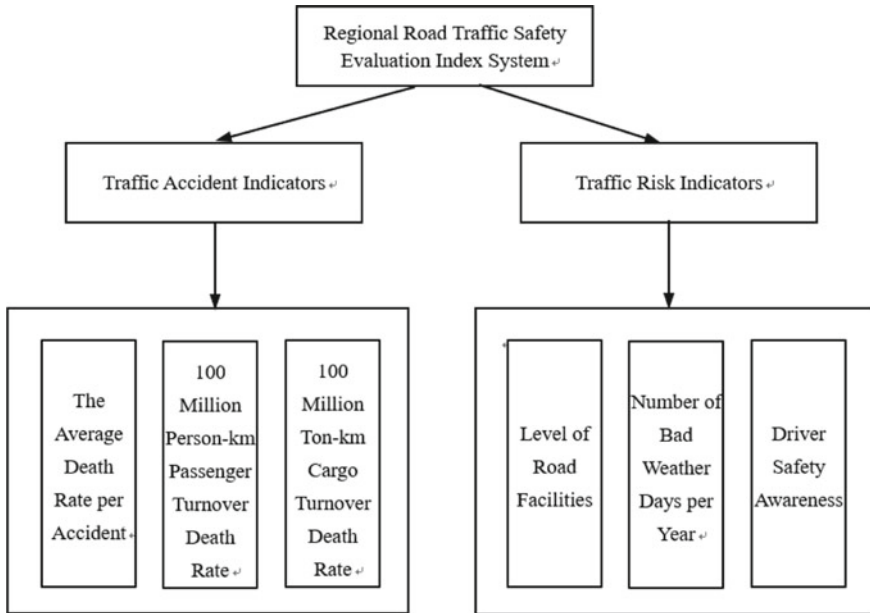 Regional Road Traffic Safety
Evaluation Index System↵
Traffic Accident Indicators↵
Traffic Risk Indicators↵
The
Average
Death
Rate per
Accident↵
100
Million
Person-km
Passenger
Turnover
Death
Rate↵
100
Million
Ton-km
Cargo
Turnover
Death
Rate↵
Level of
Road
Facilities
Number of
Bad
Weather
Days per
Year↵
Driver
Safety
Awareness↵